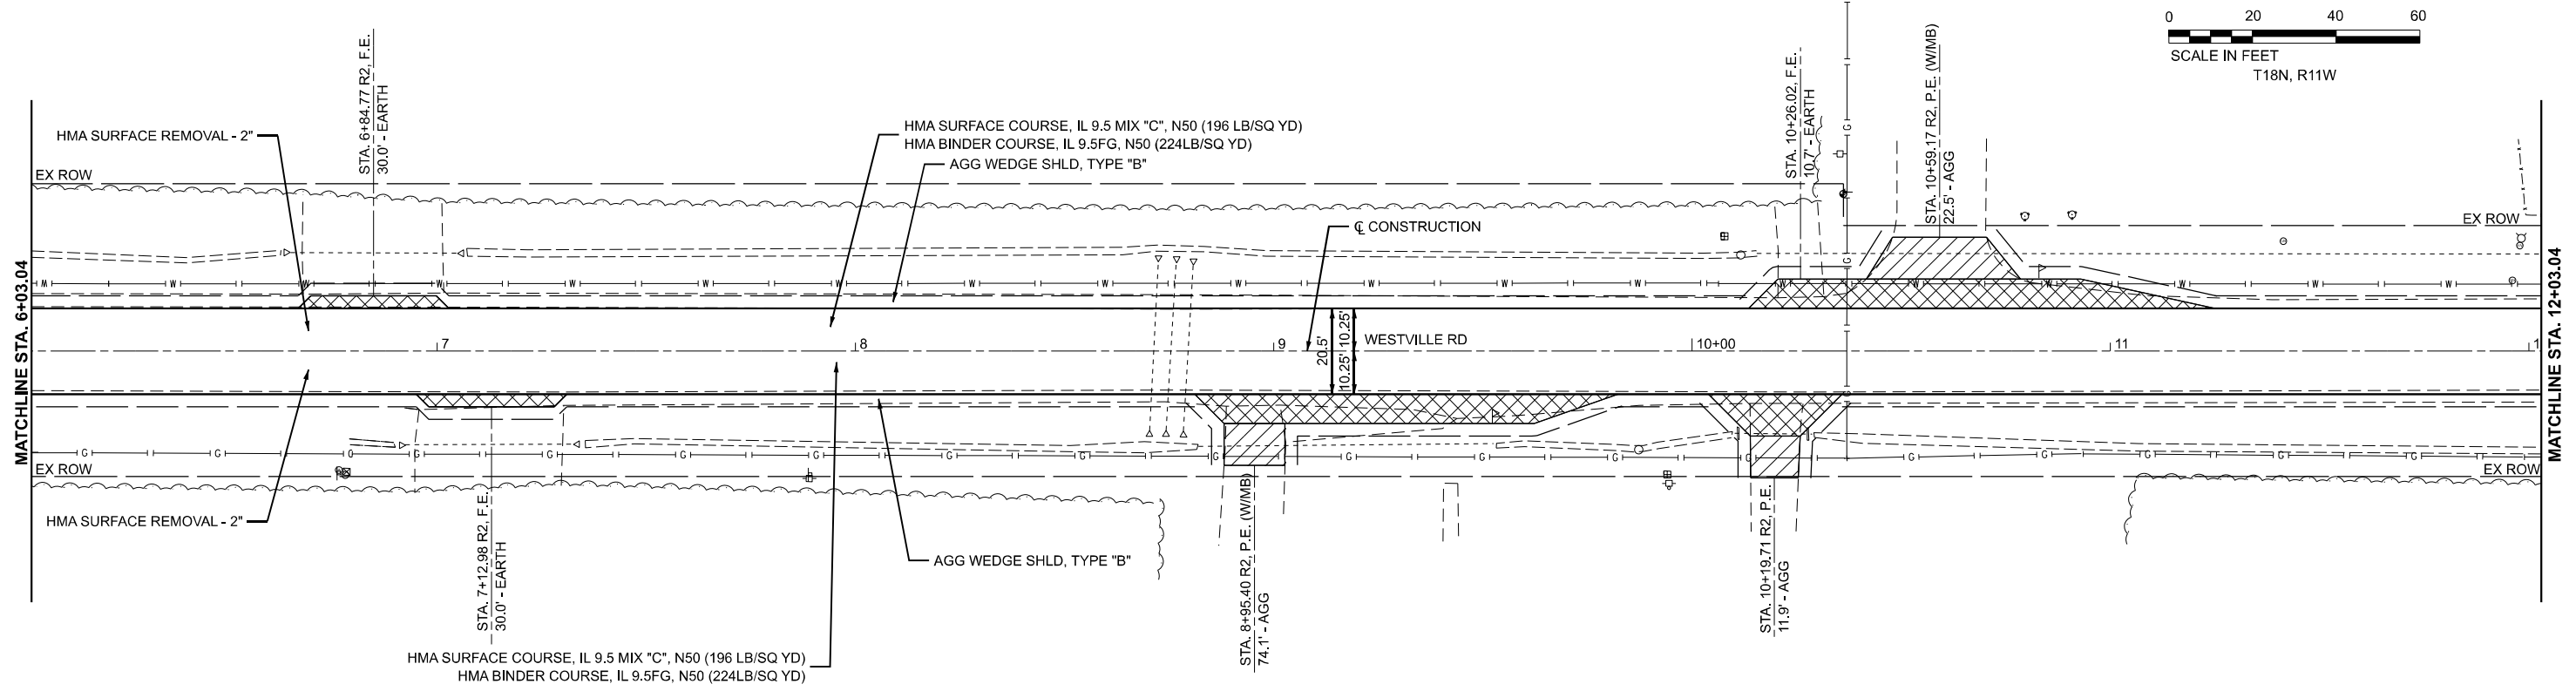 0 20 40 60
SCALE IN FEET
T18N, R11W
STA. 6+84.77 R2, F.E.
30.0' - EARTH
HMA SURFACE REMOVAL - 2"
HMA SURFACE COURSE, IL 9.5 MIX "C", N50 (196 LB/SQ YD)
HMA BINDER COURSE, IL 9.5FG, N50 (224LB/SQ YD)
AGG WEDGE SHLD, TYPE "B"
STA. 10+26.02, F.E.
10.7' - EARTH
STA. 10+59.17 R2, P.E. (W/MB)
22.5' - AGG
EX ROW
EX ROW
℄ CONSTRUCTION
W W W W W W W W W W W W W W W W W W W
G G G G
MATCHLINE STA. 6+03.04
7 8 9 10+00 11 1
20.5'
10.25' 10.25'
WESTVILLE RD
MATCHLINE STA. 12+03.04
G G G G G G G G G G G G G G G G G G G
EX ROW
EX ROW
HMA SURFACE REMOVAL - 2"
STA. 7+12.98 R2, F.E.
30.0' - EARTH
AGG WEDGE SHLD, TYPE "B"
STA. 8+95.40 R2, P.E. (W/MB)
74.1' - AGG
STA. 10+19.71 R2, P.E.
11.9' - AGG
HMA SURFACE COURSE, IL 9.5 MIX "C", N50 (196 LB/SQ YD)
HMA BINDER COURSE, IL 9.5FG, N50 (224LB/SQ YD)